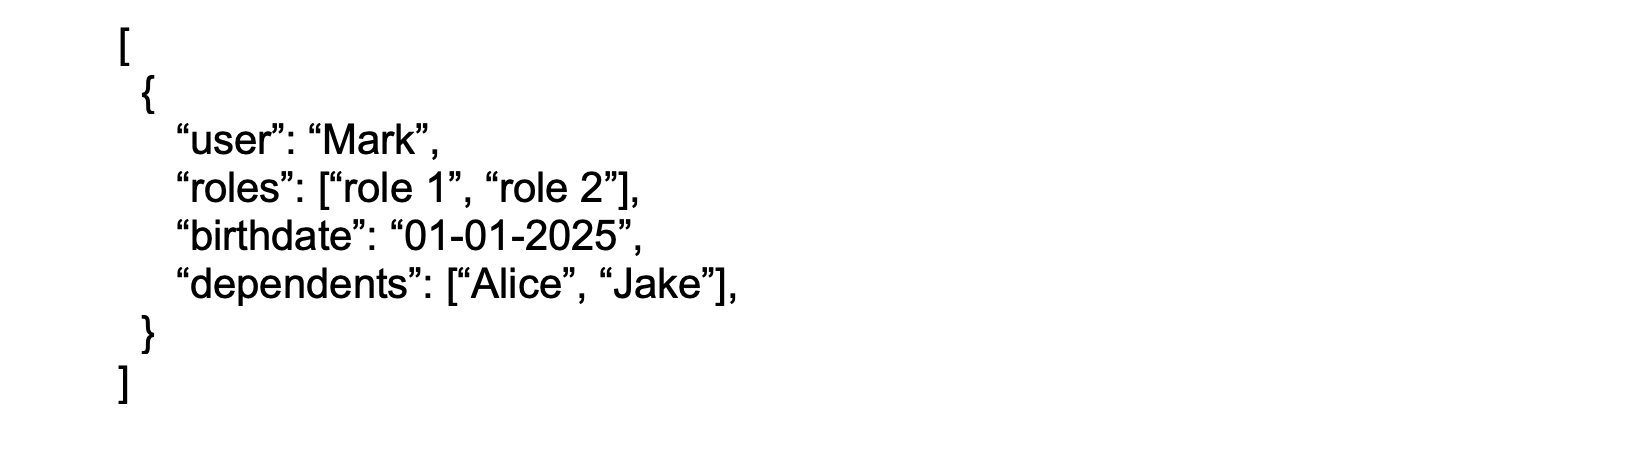 [
{
“user”: “Mark”,
“roles”: [“role 1”, “role 2”],
“birthdate”: “01-01-2025”,
“dependents”: [“Alice”, “Jake”],
}
]